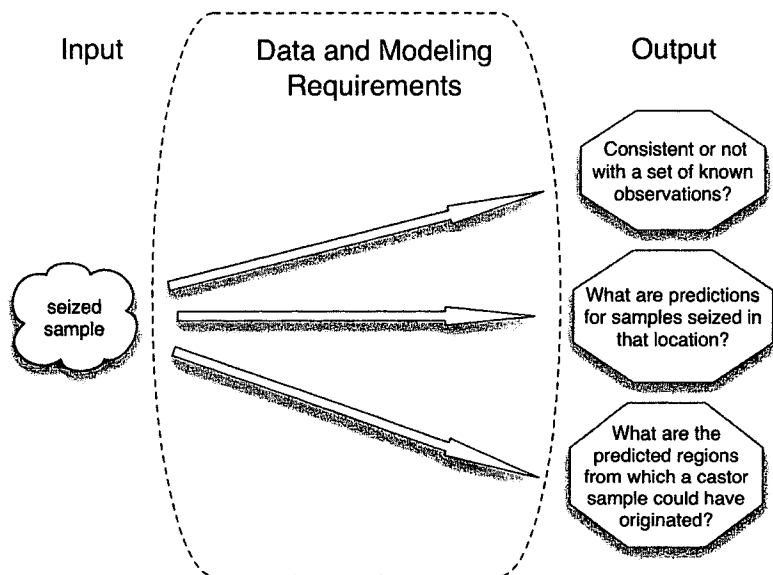 Input
Data and Modeling
Requirements
Output
seized
sample
Consistent or not
with a set of known
observations?
What are predictions
for samples seized in
that location?
What are the
predicted regions
from which a castor
sample could have
originated?